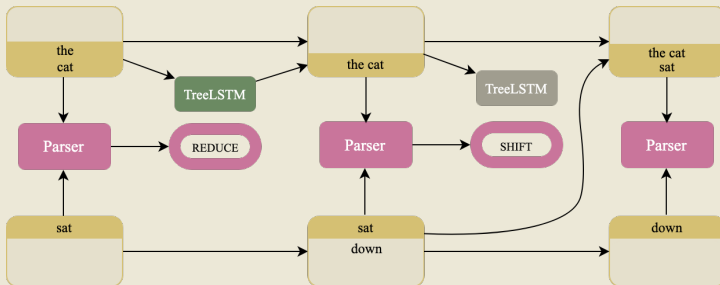 the
cat
the cat
the cat
sat
TreeLSTM
TreeLSTM
Parser
REDUCE
Parser
SHIFT
Parser
sat
sat
down
down